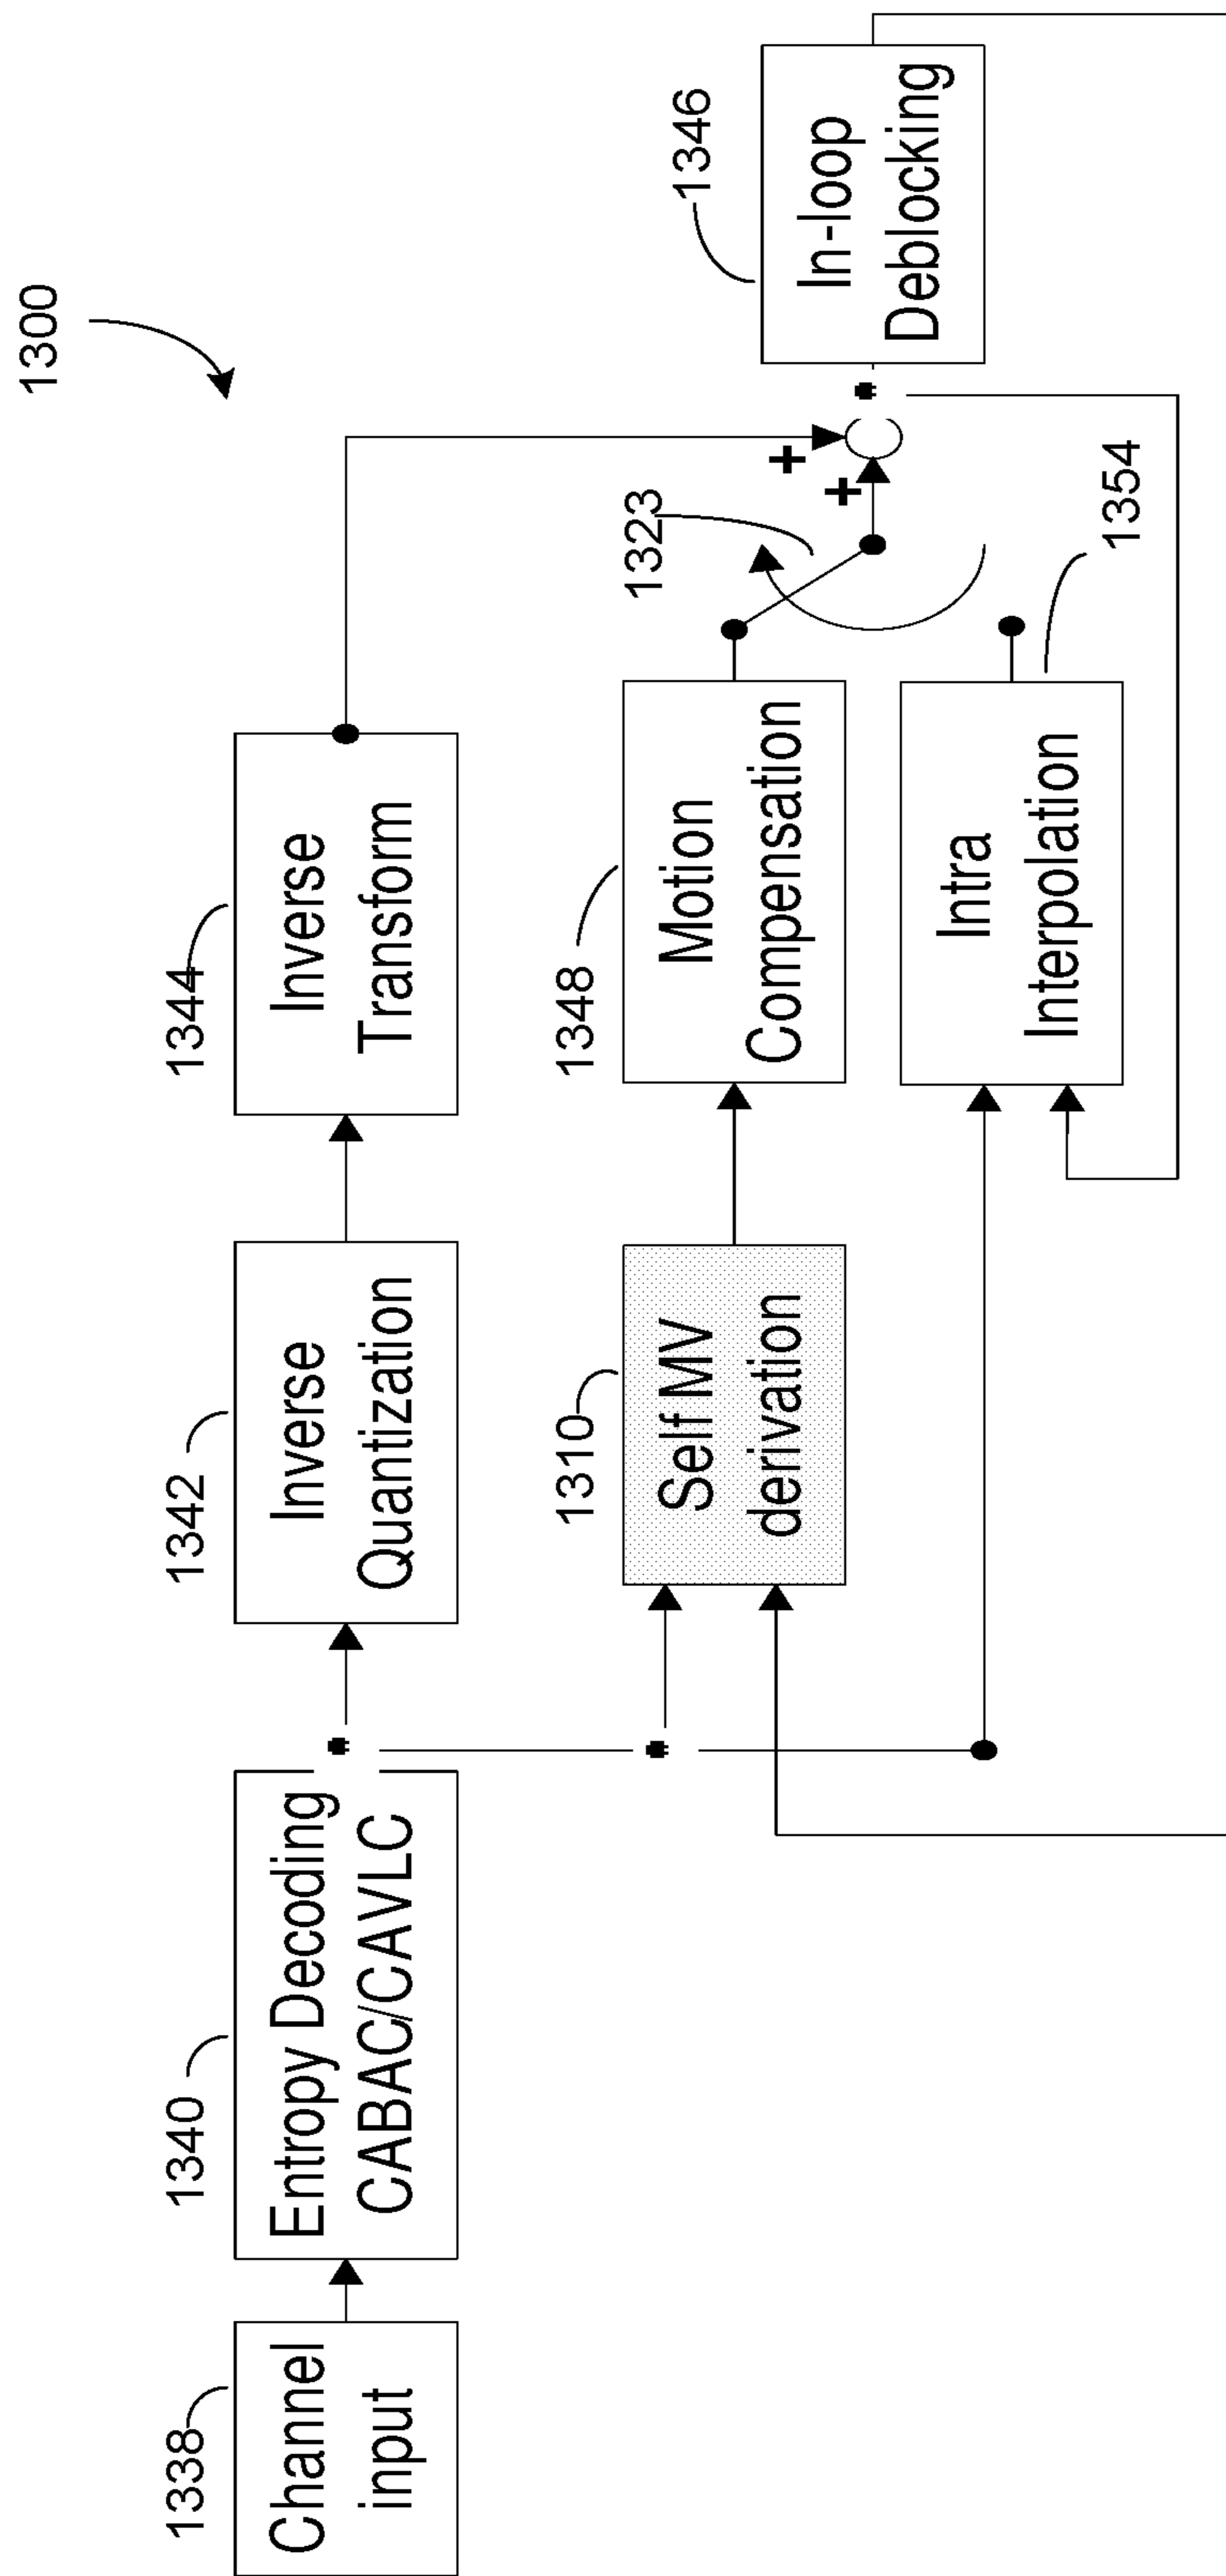 1300
1338
Channel
input
1340
Entropy Decoding
CABAC/CAVLC
1342
Inverse
Quantization
1344
Inverse
Transform
1310
Self MV
derivation
1348
Motion
Compensation
1323
+
+
1346
In-loop
Deblocking
Intra
Interpolation
1354